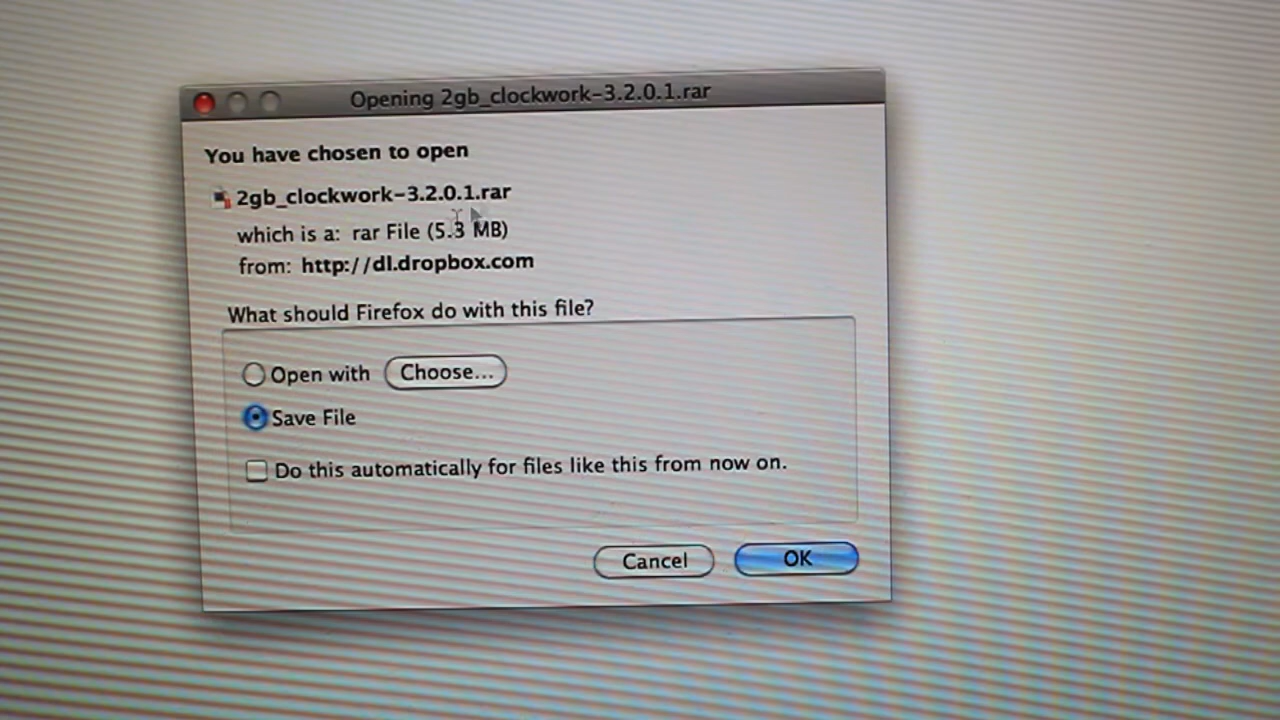 Opening 2gb_clockwork-3.2.0.1.rar
You have chosen to open
2gb_clockwork-3.2.0.1.rar
which is a: rar File (5.3 MB)
from: http://dl.dropbox.com
What should Firefox do with this file?
Open with Choose...
Save File
Do this automatically for files like this from now on.
Cancel OK